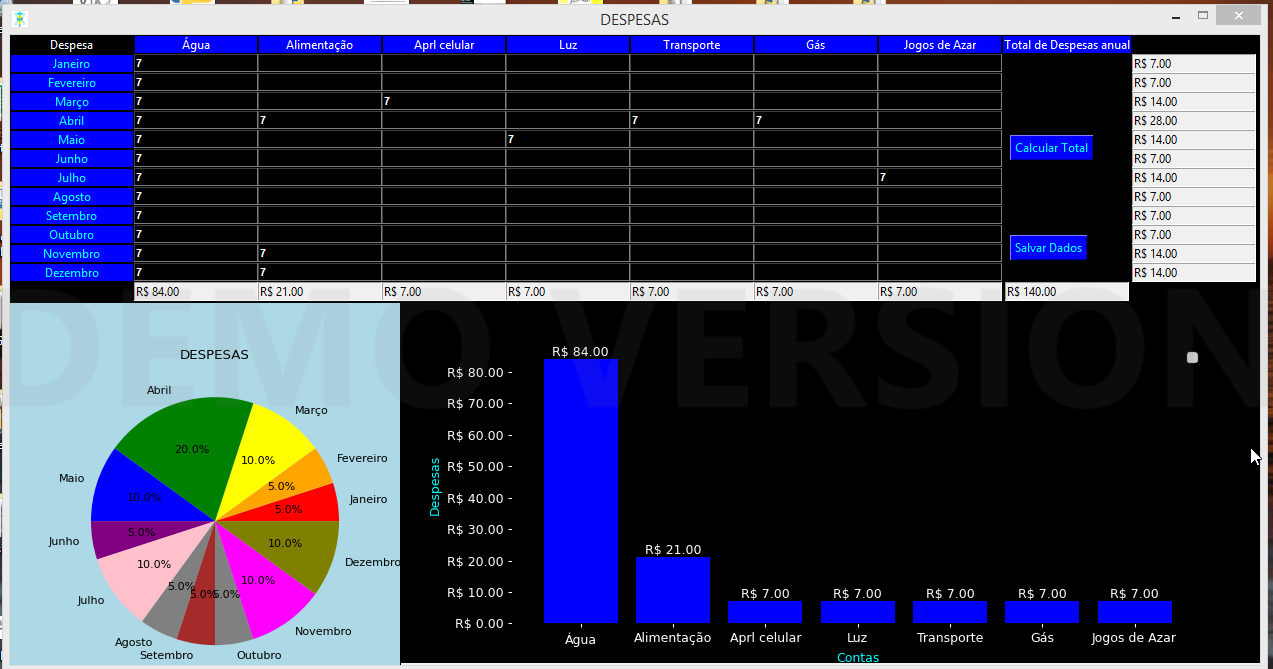 DESPESAS
Despesa Água Alimentação Aprl celular Luz Transporte Gás Jogos de Azar Total de Despesas anual
Janeiro 7 R$ 7.00
Fevereiro 7 R$ 7.00
Março 7 7 R$ 14.00
Abril 7 7 7 7 R$ 28.00
Maio 7 7 Calcular Total R$ 14.00
Junho 7 R$ 7.00
Julho 7 7 R$ 14.00
Agosto 7 R$ 7.00
Setembro 7 R$ 7.00
Outubro 7 R$ 7.00
Novembro 7 7 Salvar Dados R$ 14.00
Dezembro 7 7 R$ 14.00
R$ 84.00 R$ 21.00 R$ 7.00 R$ 7.00 R$ 7.00 R$ 7.00 R$ 7.00 R$ 140.00
DEMO VERSION
DESPESAS
Abril
Março
Fevereiro
Janeiro
Maio
Junho
Julho
Agosto
Setembro
Outubro
Novembro
Dezembro
20.0%
10.0%
5.0%
5.0%
10.0%
5.0%
10.0%
5.0%
5.0%
5.0%
10.0%
10.0%
Despesas
R$ 80.00
R$ 70.00
R$ 60.00
R$ 50.00
R$ 40.00
R$ 30.00
R$ 20.00
R$ 10.00
R$ 0.00
R$ 84.00
R$ 21.00
R$ 7.00
R$ 7.00
R$ 7.00
R$ 7.00
R$ 7.00
Água Alimentação Aprl celular Luz Transporte Gás Jogos de Azar
Contas